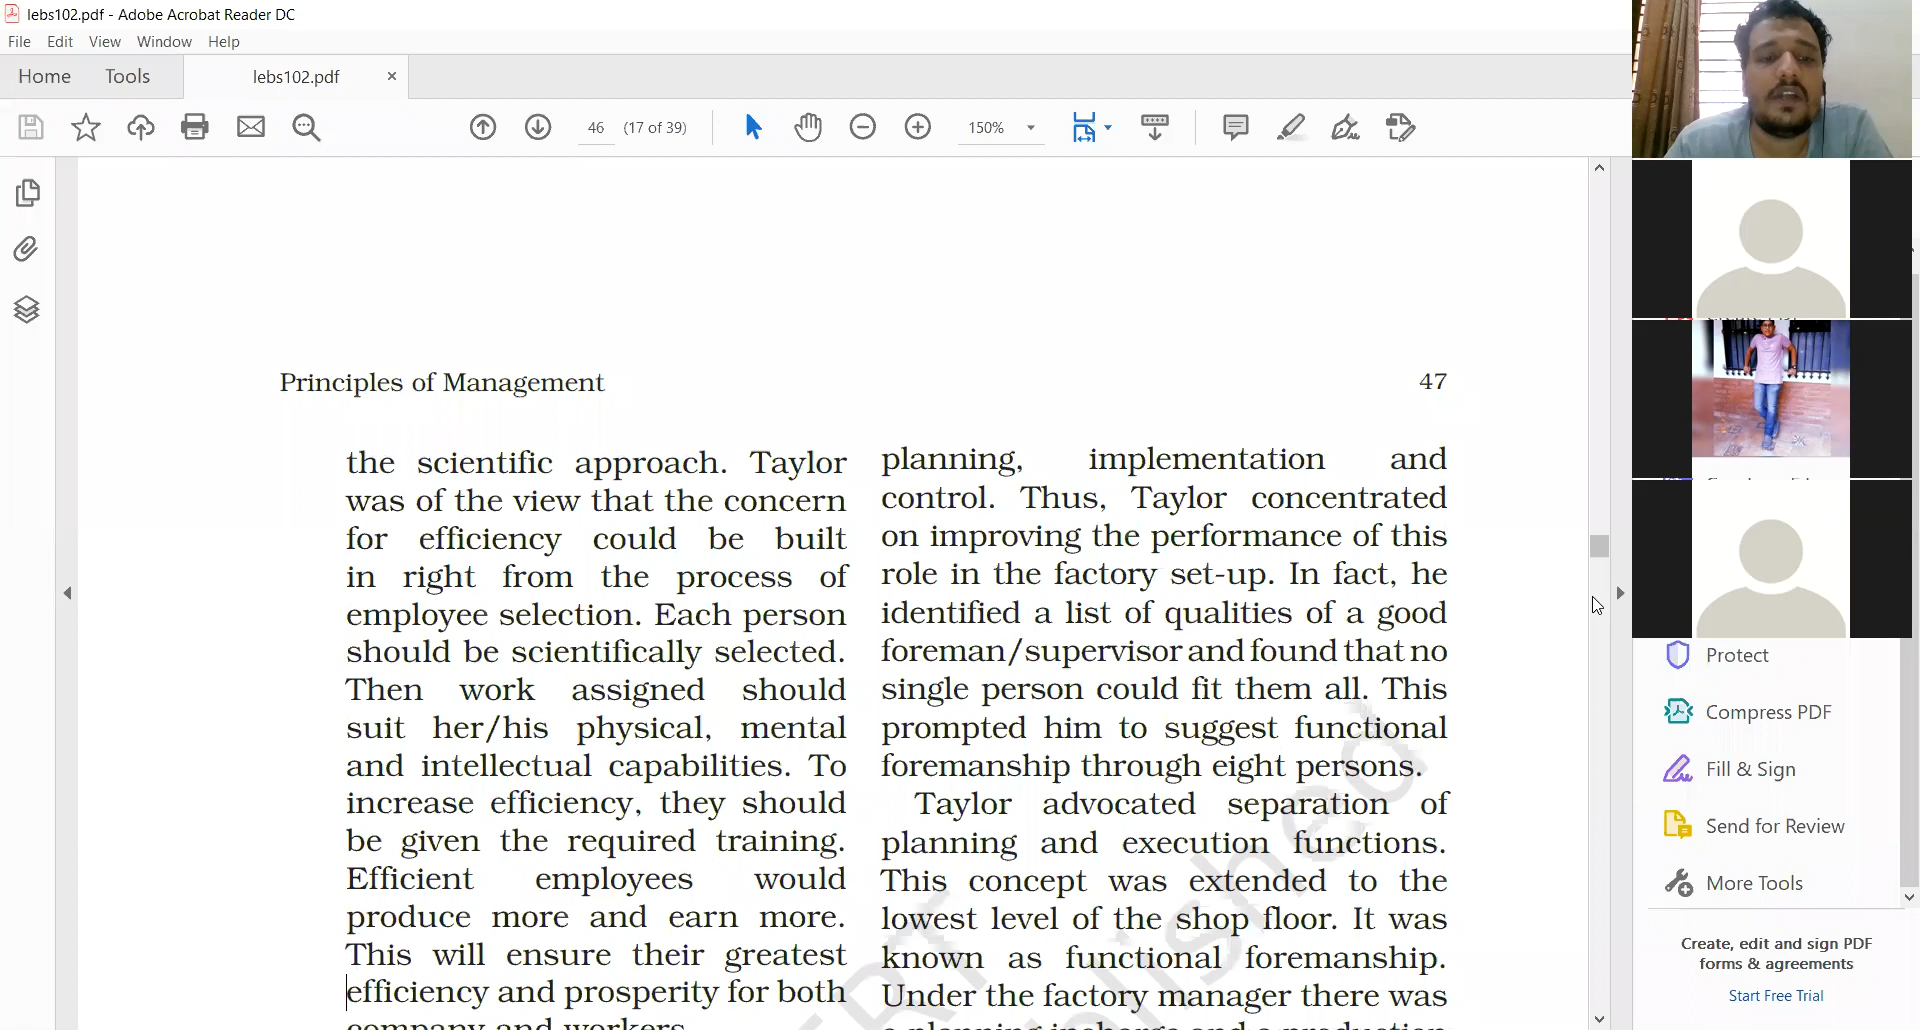 lebs102.pdf - Adobe Acrobat Reader DC
File Edit View Window Help
Home Tools lebs102.pdf ×
46 (17 of 39) 150%
Principles of Management 47
the scientific approach. Taylor
was of the view that the concern
for efficiency could be built
in right from the process of
employee selection. Each person
should be scientifically selected.
Then work assigned should
suit her/his physical, mental
and intellectual capabilities. To
increase efficiency, they should
be given the required training.
Efficient employees would
produce more and earn more.
This will ensure their greatest
efficiency and prosperity for both
company and workers.
planning, implementation and
control. Thus, Taylor concentrated
on improving the performance of this
role in the factory set-up. In fact, he
identified a list of qualities of a good
foreman/supervisor and found that no
single person could fit them all. This
prompted him to suggest functional
foremanship through eight persons.
Taylor advocated separation of
planning and execution functions.
This concept was extended to the
lowest level of the shop floor. It was
known as functional foremanship.
Under the factory manager there was
a planning incharge and a production
Protect
Compress PDF
Fill & Sign
Send for Review
More Tools
Create, edit and sign PDF
forms & agreements
Start Free Trial